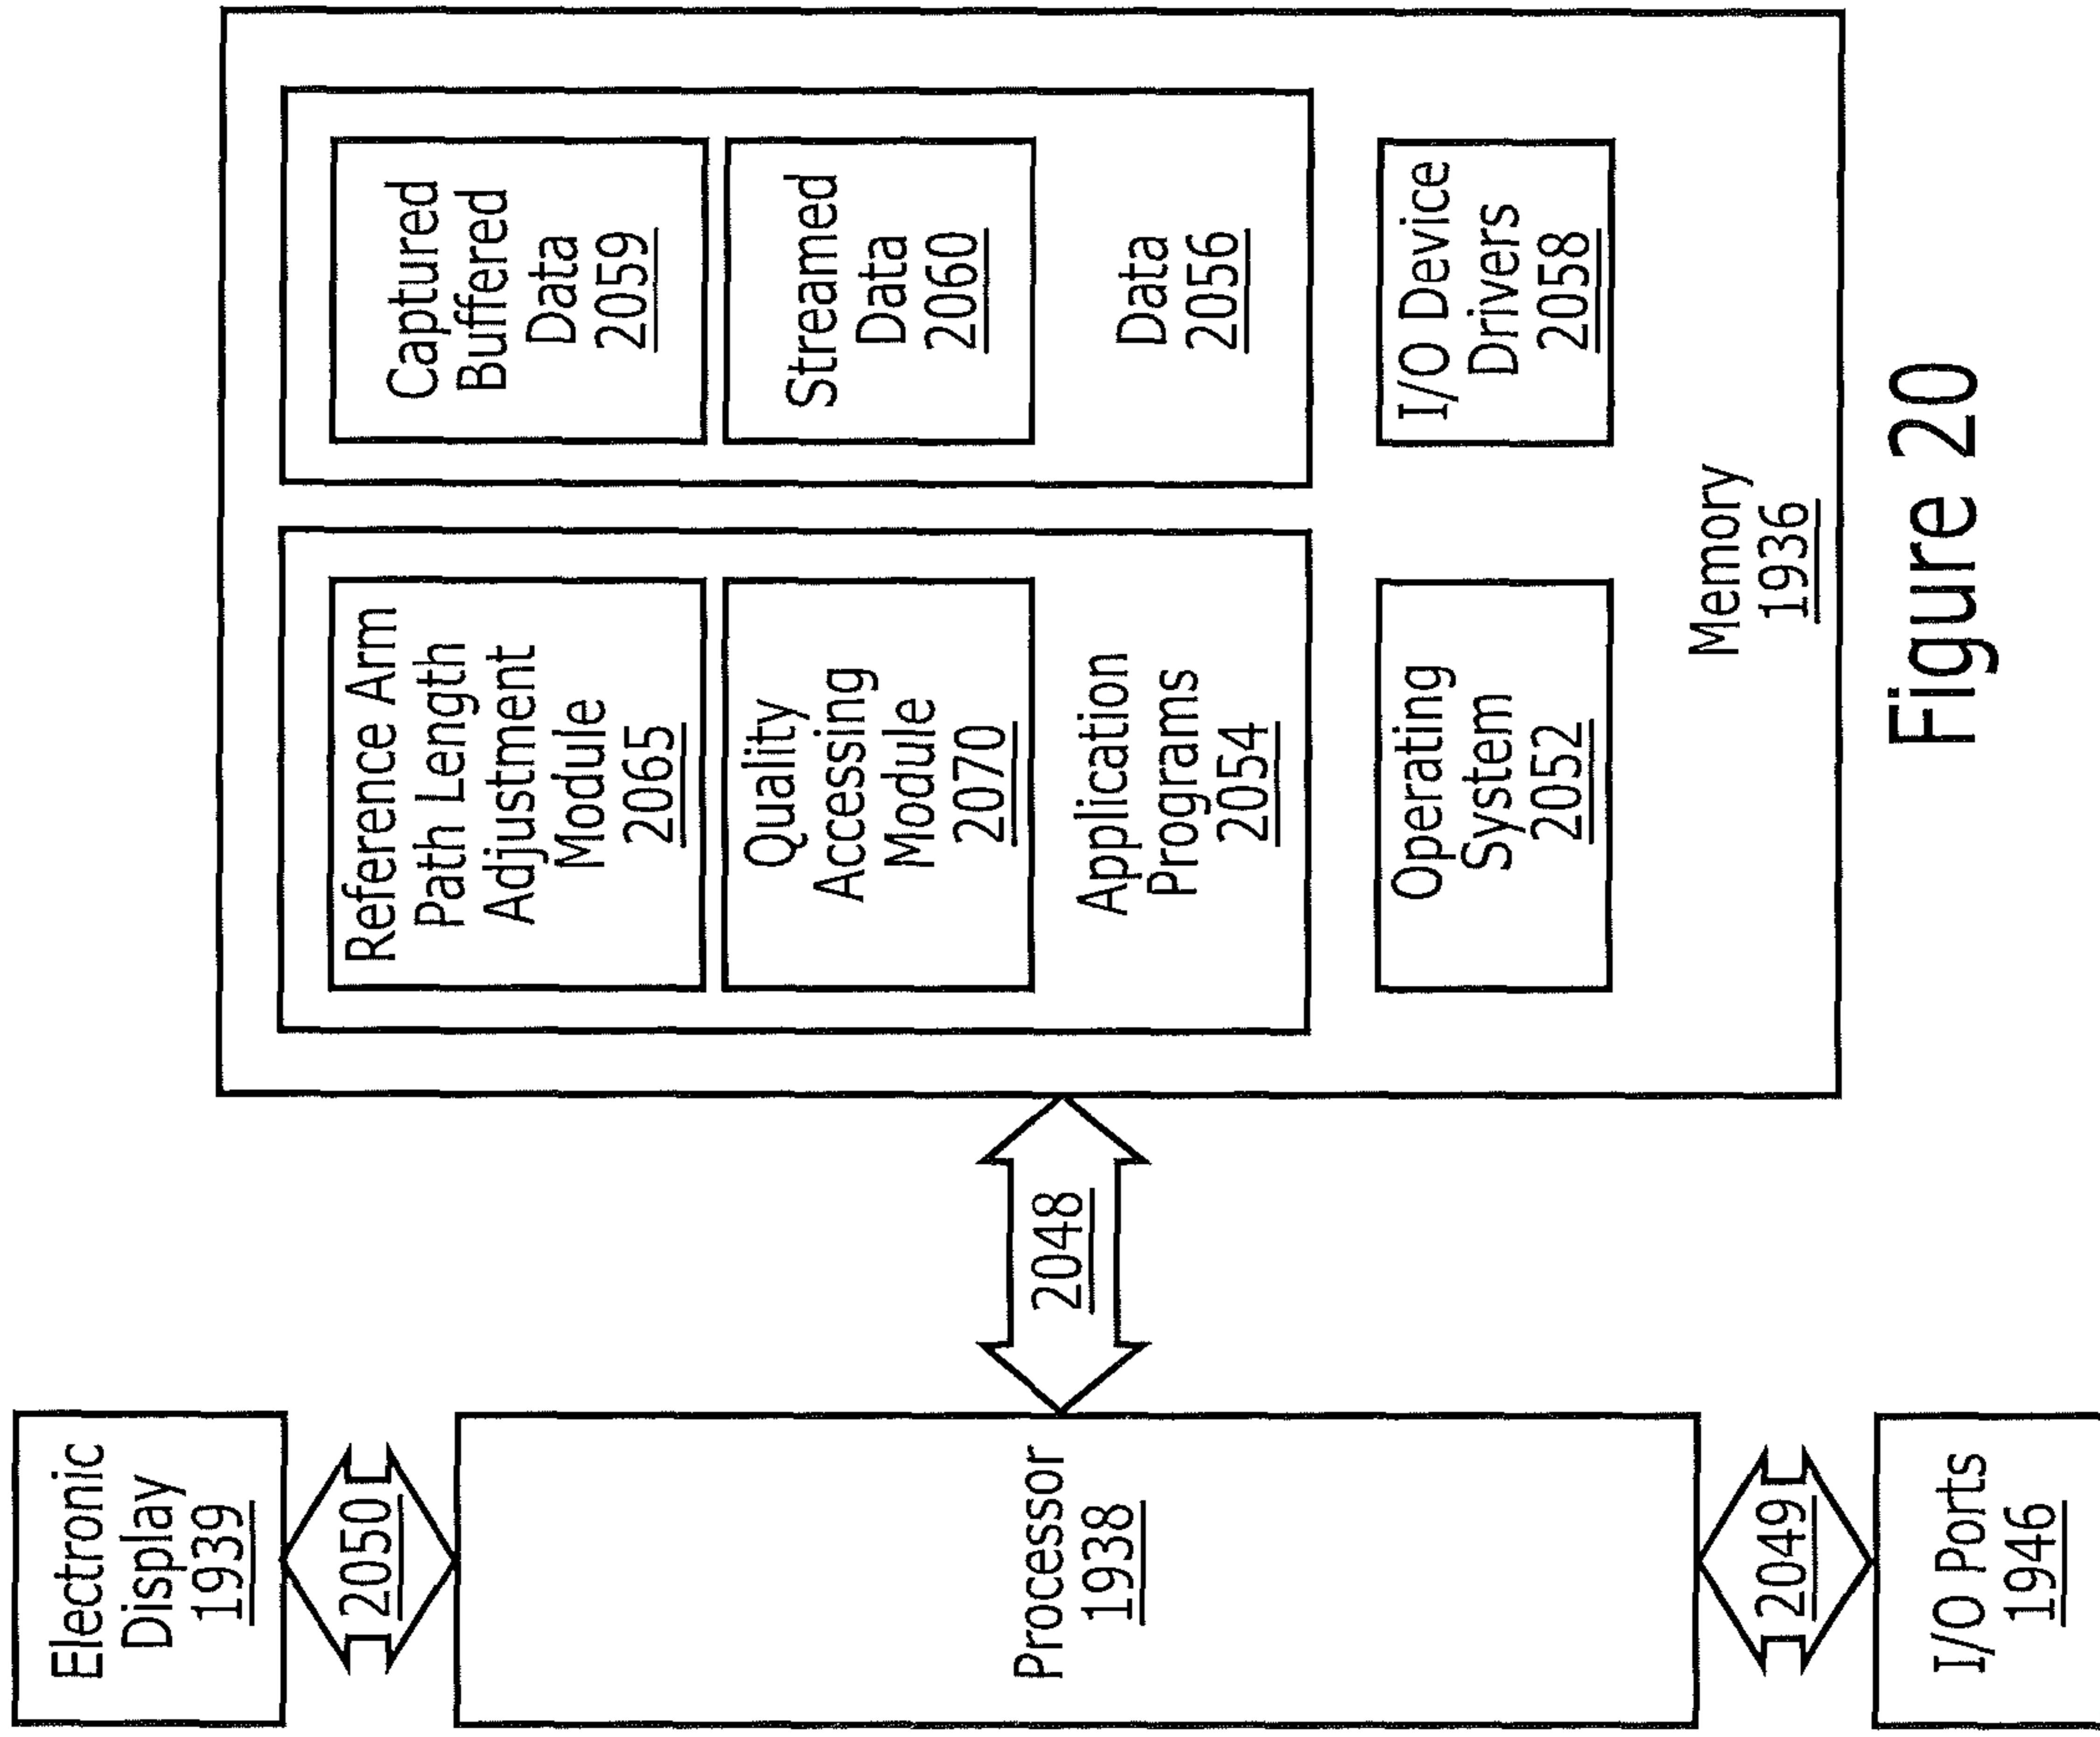 Electronic
Display
1939
2050
Processor
1938
2049
I/O Ports
1946
2048
Reference Arm
Path Length
Adjustment
Module
2065
Quality
Accessing
Module
2070
Application
Programs
2054
Captured
Buffered
Data
2059
Streamed
Data
2060
Data
2056
Operating
System
2052
I/O Device
Drivers
2058
Memory
1936
Figure 20